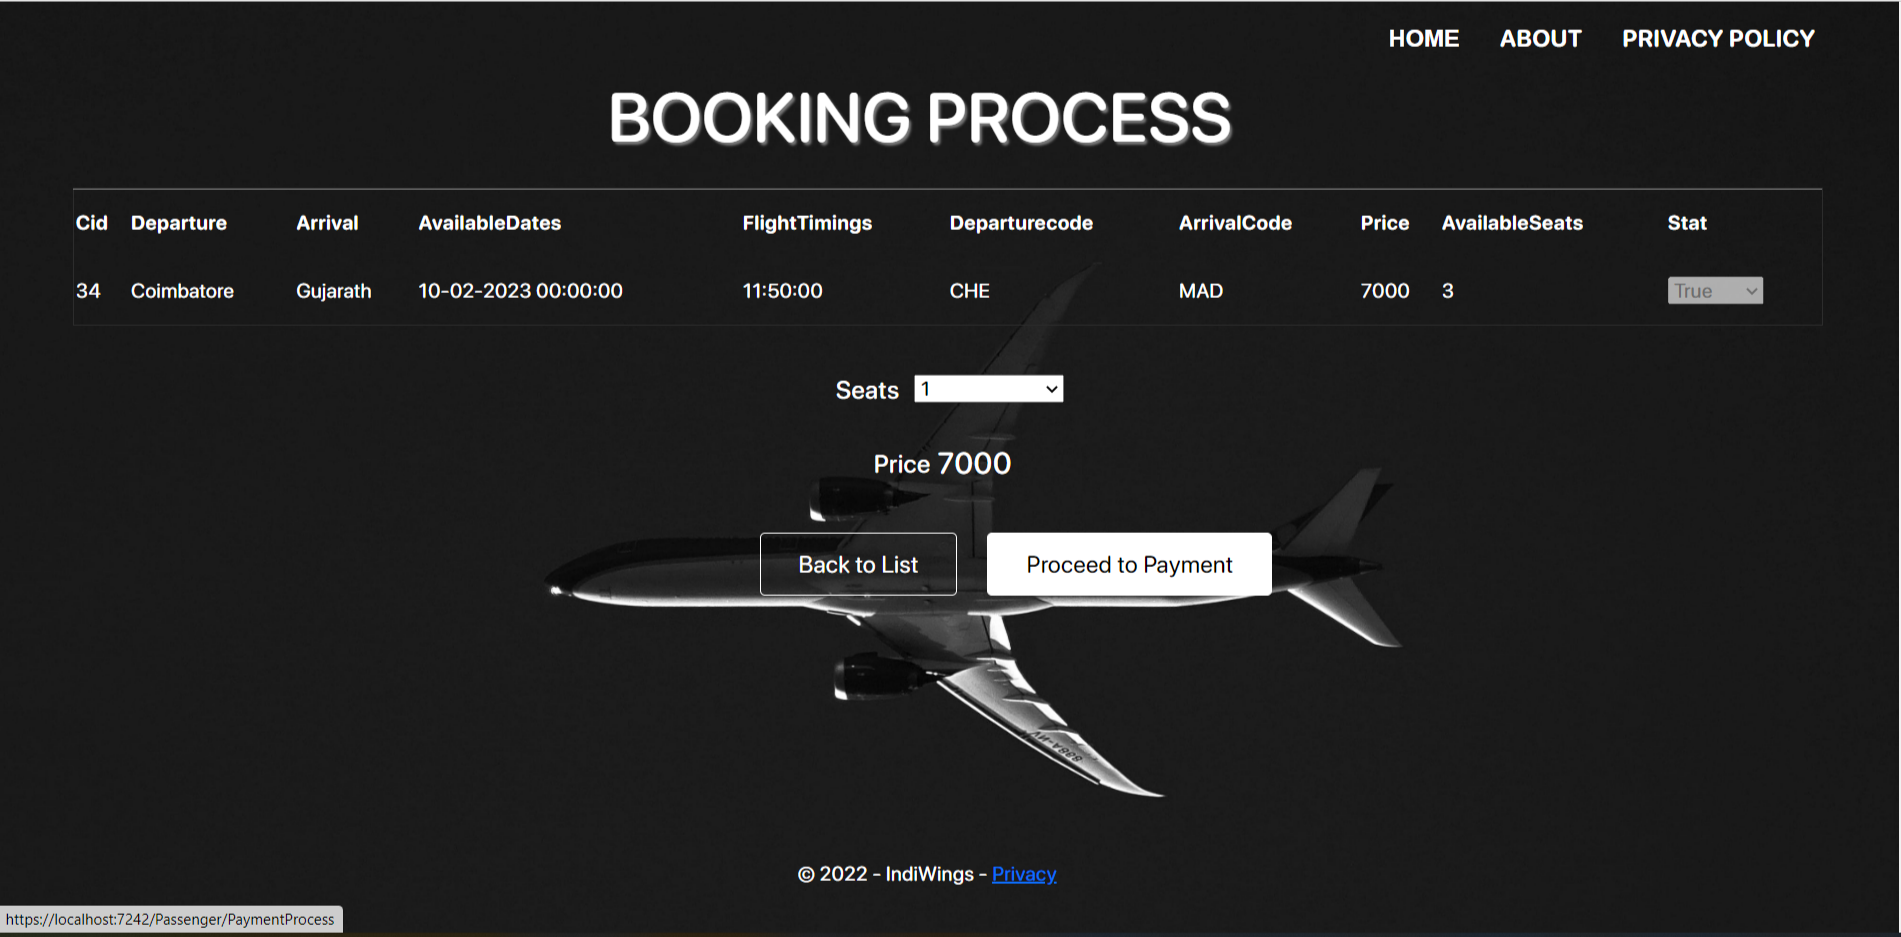 HOME ABOUT PRIVACY POLICY
BOOKING PROCESS
Cid Departure Arrival AvailableDates FlightTimings Departurecode ArrivalCode Price AvailableSeats Stat
34 Coimbatore Gujarath 10-02-2023 00:00:00 11:50:00 CHE MAD 7000 3 True
Seats 1
Price 7000
Back to List Proceed to Payment
© 2022 - IndiWings - Privacy
https://localhost:7242/Passenger/PaymentProcess